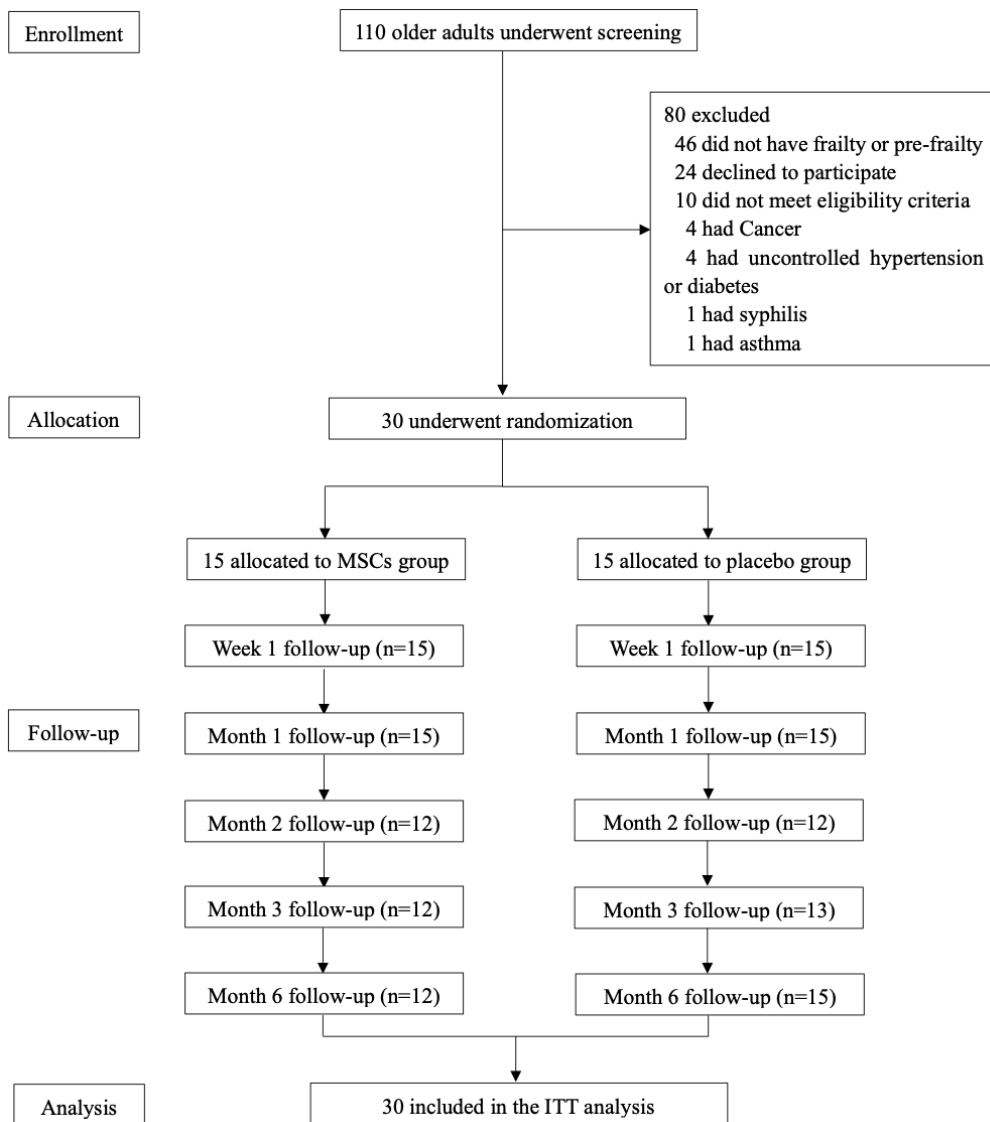 Enrollment
110 older adults underwent screening
80 excluded
46 did not have frailty or pre-frailty
24 declined to participate
10 did not meet eligibility criteria
4 had Cancer
4 had uncontrolled hypertension
or diabetes
1 had syphilis
1 had asthma
Allocation
30 underwent randomization
15 allocated to MSCs group
15 allocated to placebo group
Week 1 follow-up (n=15)
Week 1 follow-up (n=15)
Follow-up
Month 1 follow-up (n=15)
Month 1 follow-up (n=15)
Month 2 follow-up (n=12)
Month 2 follow-up (n=12)
Month 3 follow-up (n=12)
Month 3 follow-up (n=13)
Month 6 follow-up (n=12)
Month 6 follow-up (n=15)
Analysis
30 included in the ITT analysis